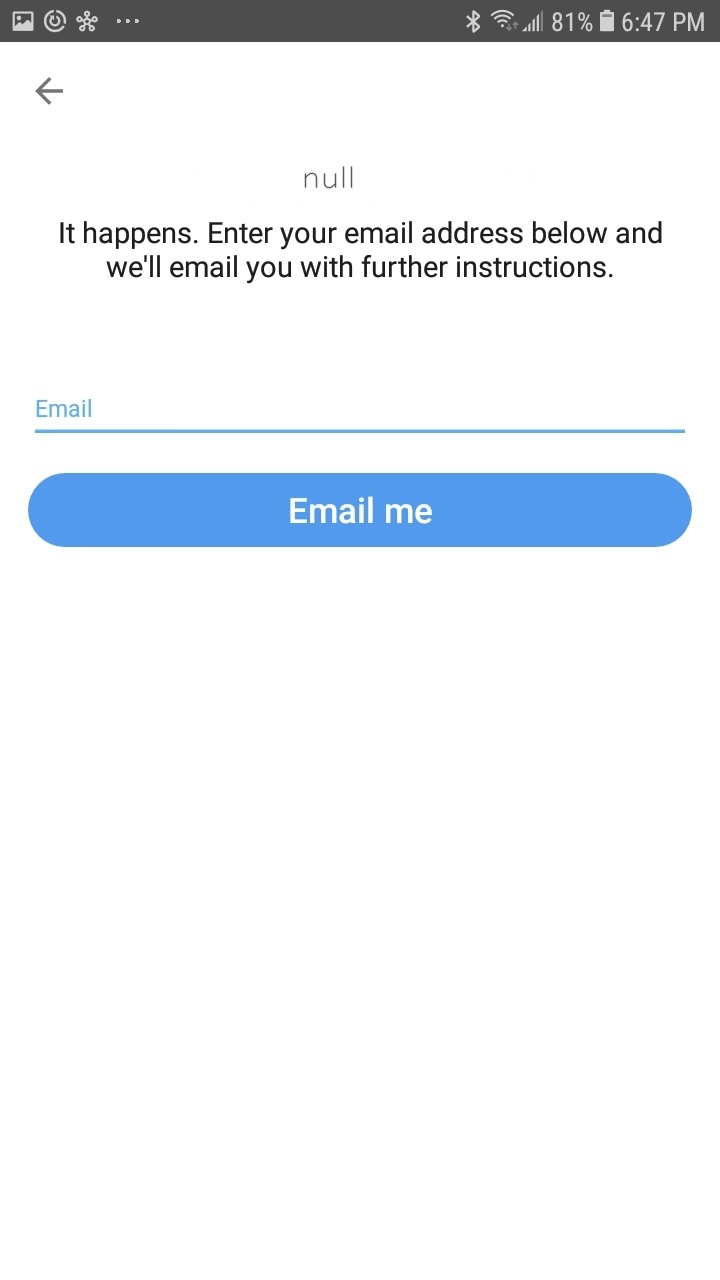 81% 6:47 PM
null
It happens. Enter your email address below and
we'll email you with further instructions.
Email
Email me